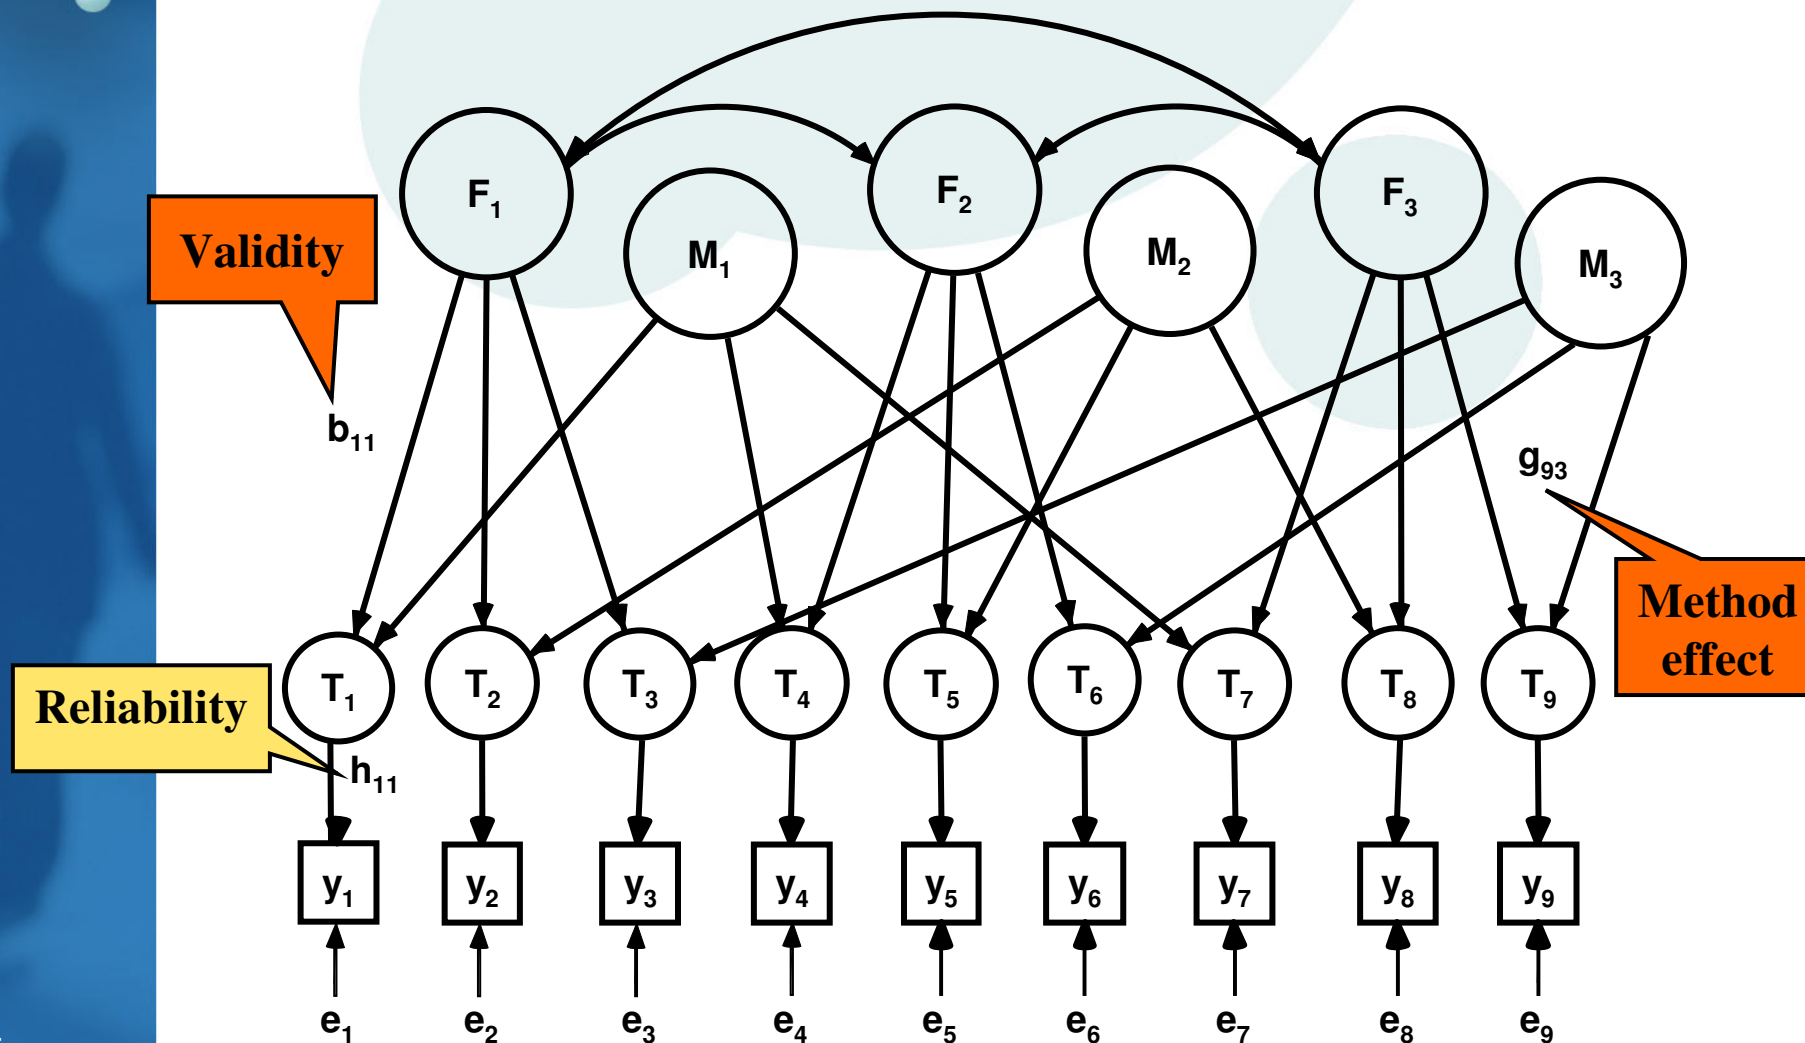 F1 F2 F3
M1 M2 M3
Validity
b11
g93
Method
effect
Reliability
T1 T2 T3 T4 T5 T6 T7 T8 T9
h11
y1 y2 y3 y4 y5 y6 y7 y8 y9
e1 e2 e3 e4 e5 e6 e7 e8 e9